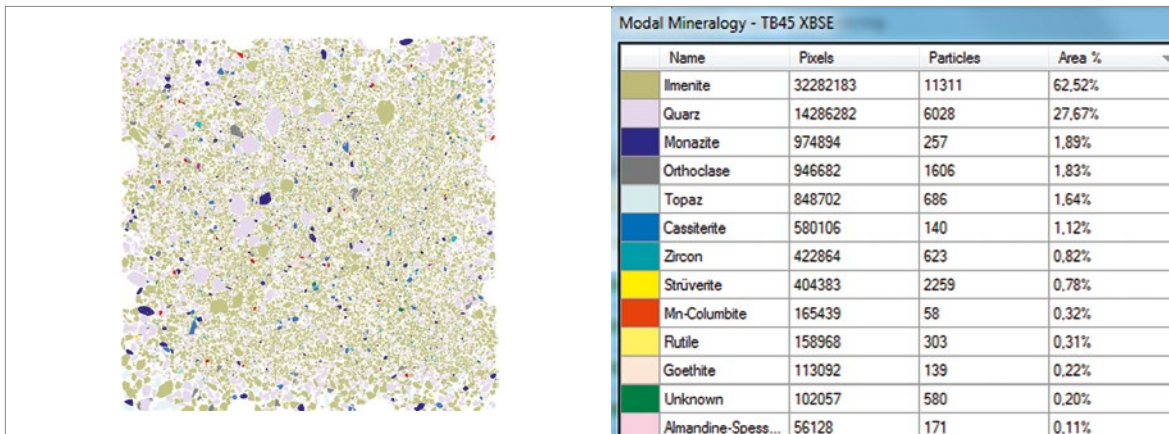 Modal Mineralogy - TB45 XBSE
Name Pixels Particles Area %
Ilmenite 32282183 11311 62,52%
Quarz 14286282 6028 27,67%
Monazite 974894 257 1,89%
Orthoclase 946682 1606 1,83%
Topaz 848702 686 1,64%
Cassiterite 580106 140 1,12%
Zircon 422864 623 0,82%
Strüverite 404383 2259 0,78%
Mn-Columbite 165439 58 0,32%
Rutile 158968 303 0,31%
Goethite 113092 139 0,22%
Unknown 102057 580 0,20%
Almandine-Spess... 56128 171 0,11%